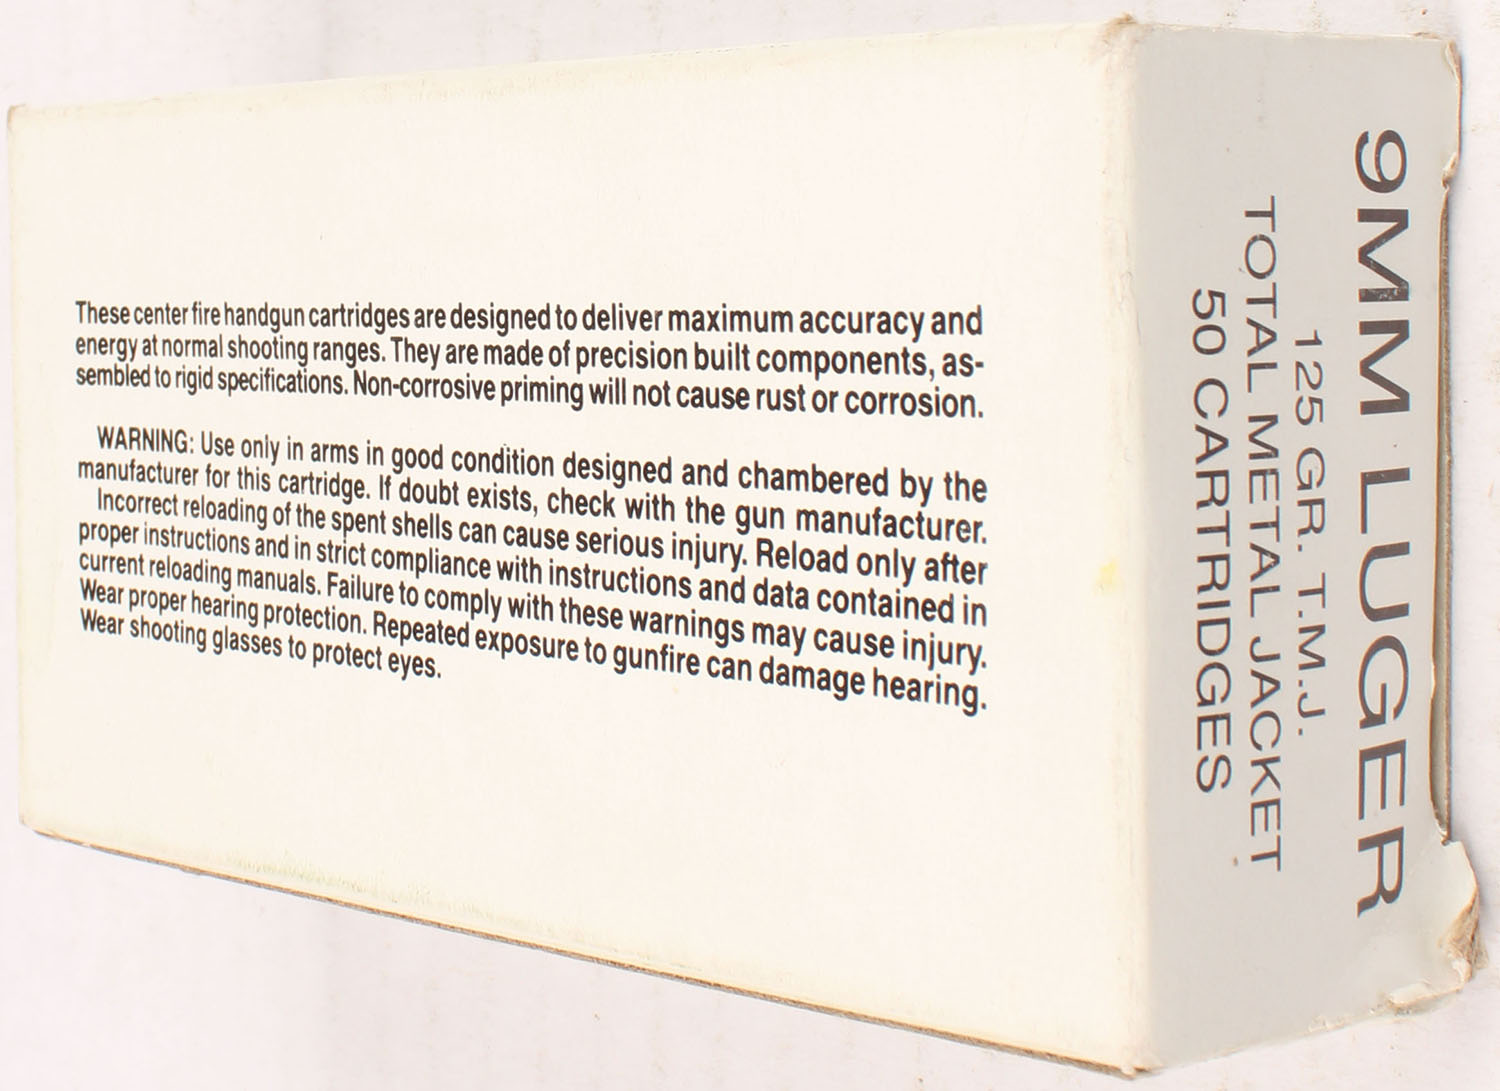 These center fire handgun cartridges are designed to deliver maximum accuracy and
energy at normal shooting ranges. They are made of precision built components, as-
sembled to rigid specifications. Non-corrosive priming will not cause rust or corrosion.
WARNING: Use only in arms in good condition designed and chambered by the
manufacturer for this cartridge. If doubt exists, check with the gun manufacturer.
Incorrect reloading of the spent shells can cause serious injury. Reload only after
proper instructions and in strict compliance with instructions and data contained in
current reloading manuals. Failure to comply with these warnings may cause injury.
Wear proper hearing protection. Repeated exposure to gunfire can damage hearing.
Wear shooting glasses to protect eyes.
9MM LUGER
125 GR. T.M.J.
TOTAL METAL JACKET
50 CARTRIDGES